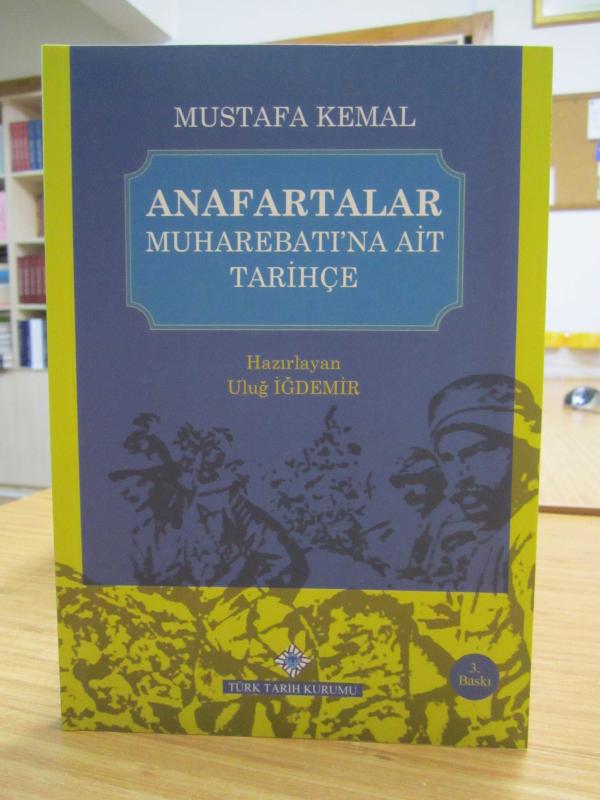 MUSTAFA KEMAL
ANAFARTALAR
MUHAREBATI'NA AİT
TARİHÇE
Hazırlayan
Uluğ İĞDEMİR
3.
Baskı
TÜRK TARİH KURUMU